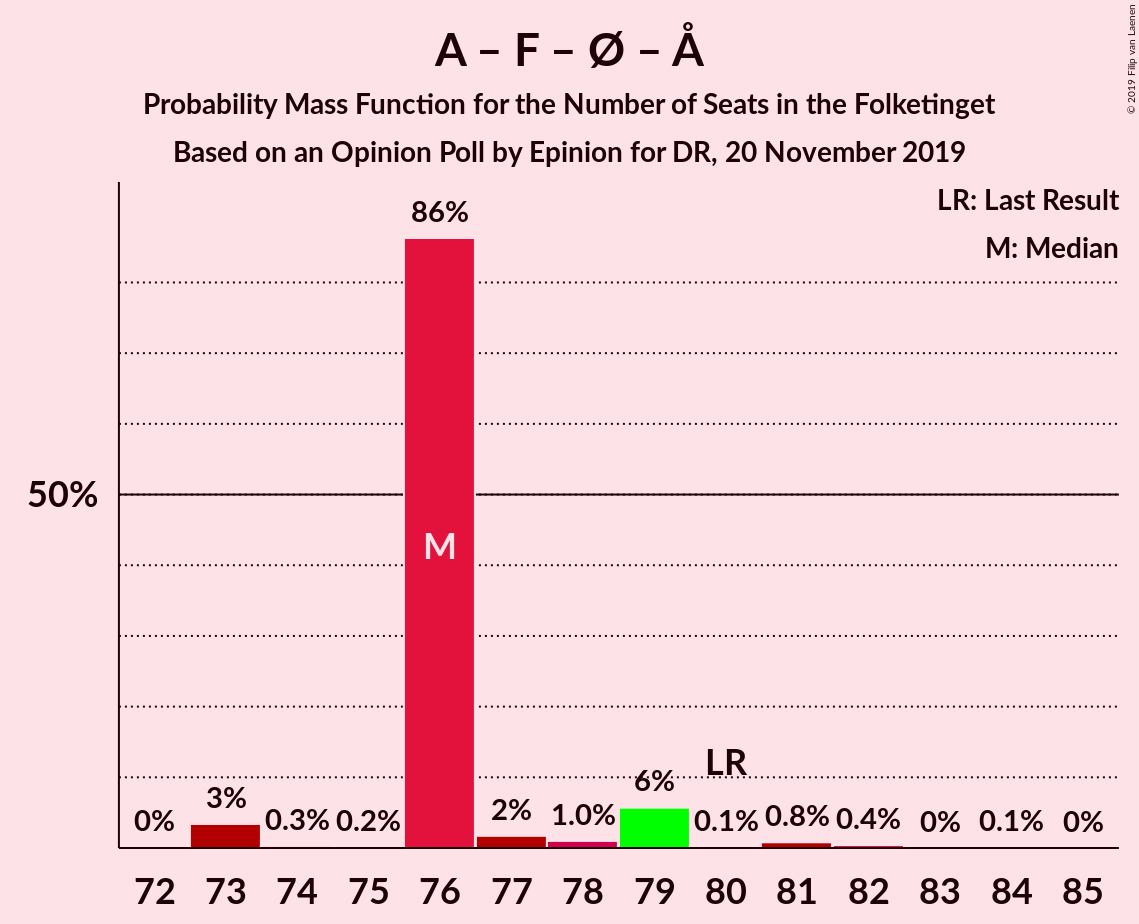 A – F – Ø – Å
Probability Mass Function for the Number of Seats in the Folketinget
Based on an Opinion Poll by Epinion for DR, 20 November 2019
© 2019 Filip van Laenen
LR: Last Result
M: Median
50%
0% 3% 0.3% 0.2% 86% 2% 1.0% 6% 0.1% 0.8% 0.4% 0% 0.1% 0%
M
LR
72 73 74 75 76 77 78 79 80 81 82 83 84 85